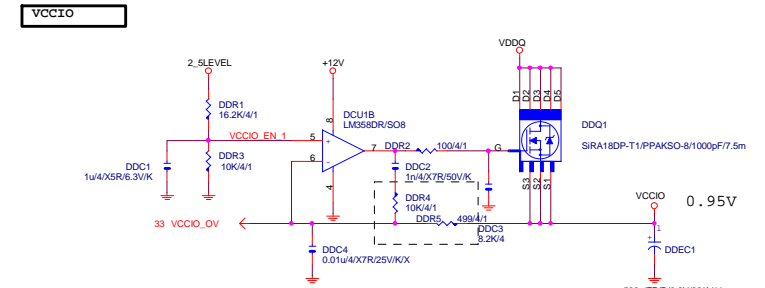 VCCIO
VDDQ
2_5LEVEL
+12V
D1
D2
D3
D4
D5
DDR1
16.2K/4/1
8
DCU1B
LM358DR/SO8
DDQ1
VCCIO_EN_1
5
+
DDR2
100/4/1
G
SiRA18DP-T1/PPAKSO-8/1000pF/7.5m
7
6
-
DDC1
1u/4/X5R/6.3V/K
DDR3
10K/4/1
DDC2
1n/4/X7R/50V/K
4
S3
S2
S1
DDR4
10K/4/1
VCCIO
0.95V
33 VCCIO_OV
DDR5
499/4/1
DDC3
8.2K/4
1
+
DDC4
0.01u/4/X7R/25V/K/X
DDEC1